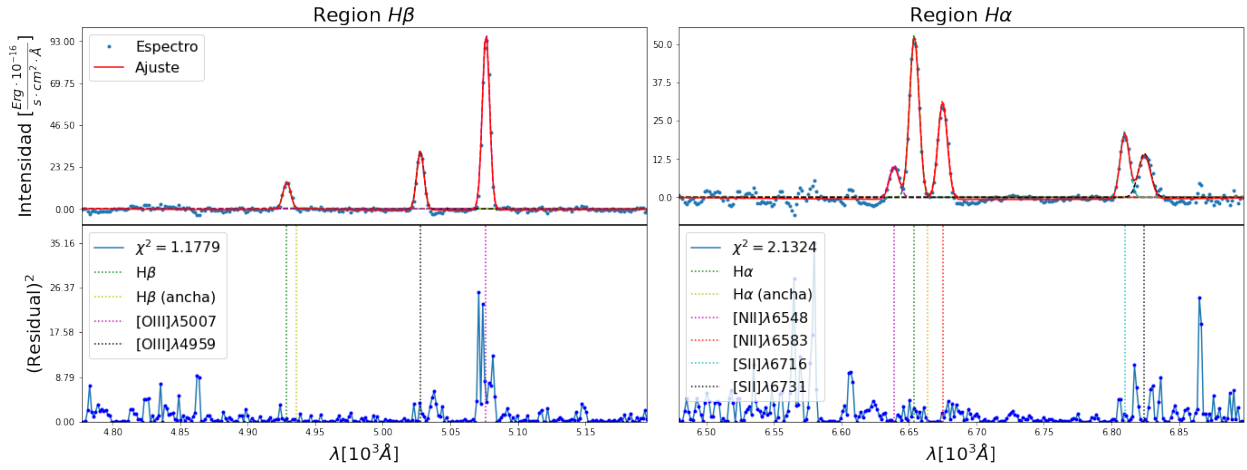 Region Hβ
Region Hα
Intensidad [Erg · 10⁻¹⁶ / s · cm² · Å]
93.00
69.75
46.50
23.25
0.00
Espectro
Ajuste
50.0
37.5
25.0
12.5
0.0
(Residual)²
35.16
26.37
17.58
8.79
0.00
χ² = 1.1779
Hβ
Hβ (ancha)
[OIII]λ5007
[OIII]λ4959
χ² = 2.1324
Hα
Hα (ancha)
[NII]λ6548
[NII]λ6583
[SII]λ6716
[SII]λ6731
4.80 4.85 4.90 4.95 5.00 5.05 5.10 5.15
6.50 6.55 6.60 6.65 6.70 6.75 6.80 6.85
λ[10³Å]
λ[10³Å]